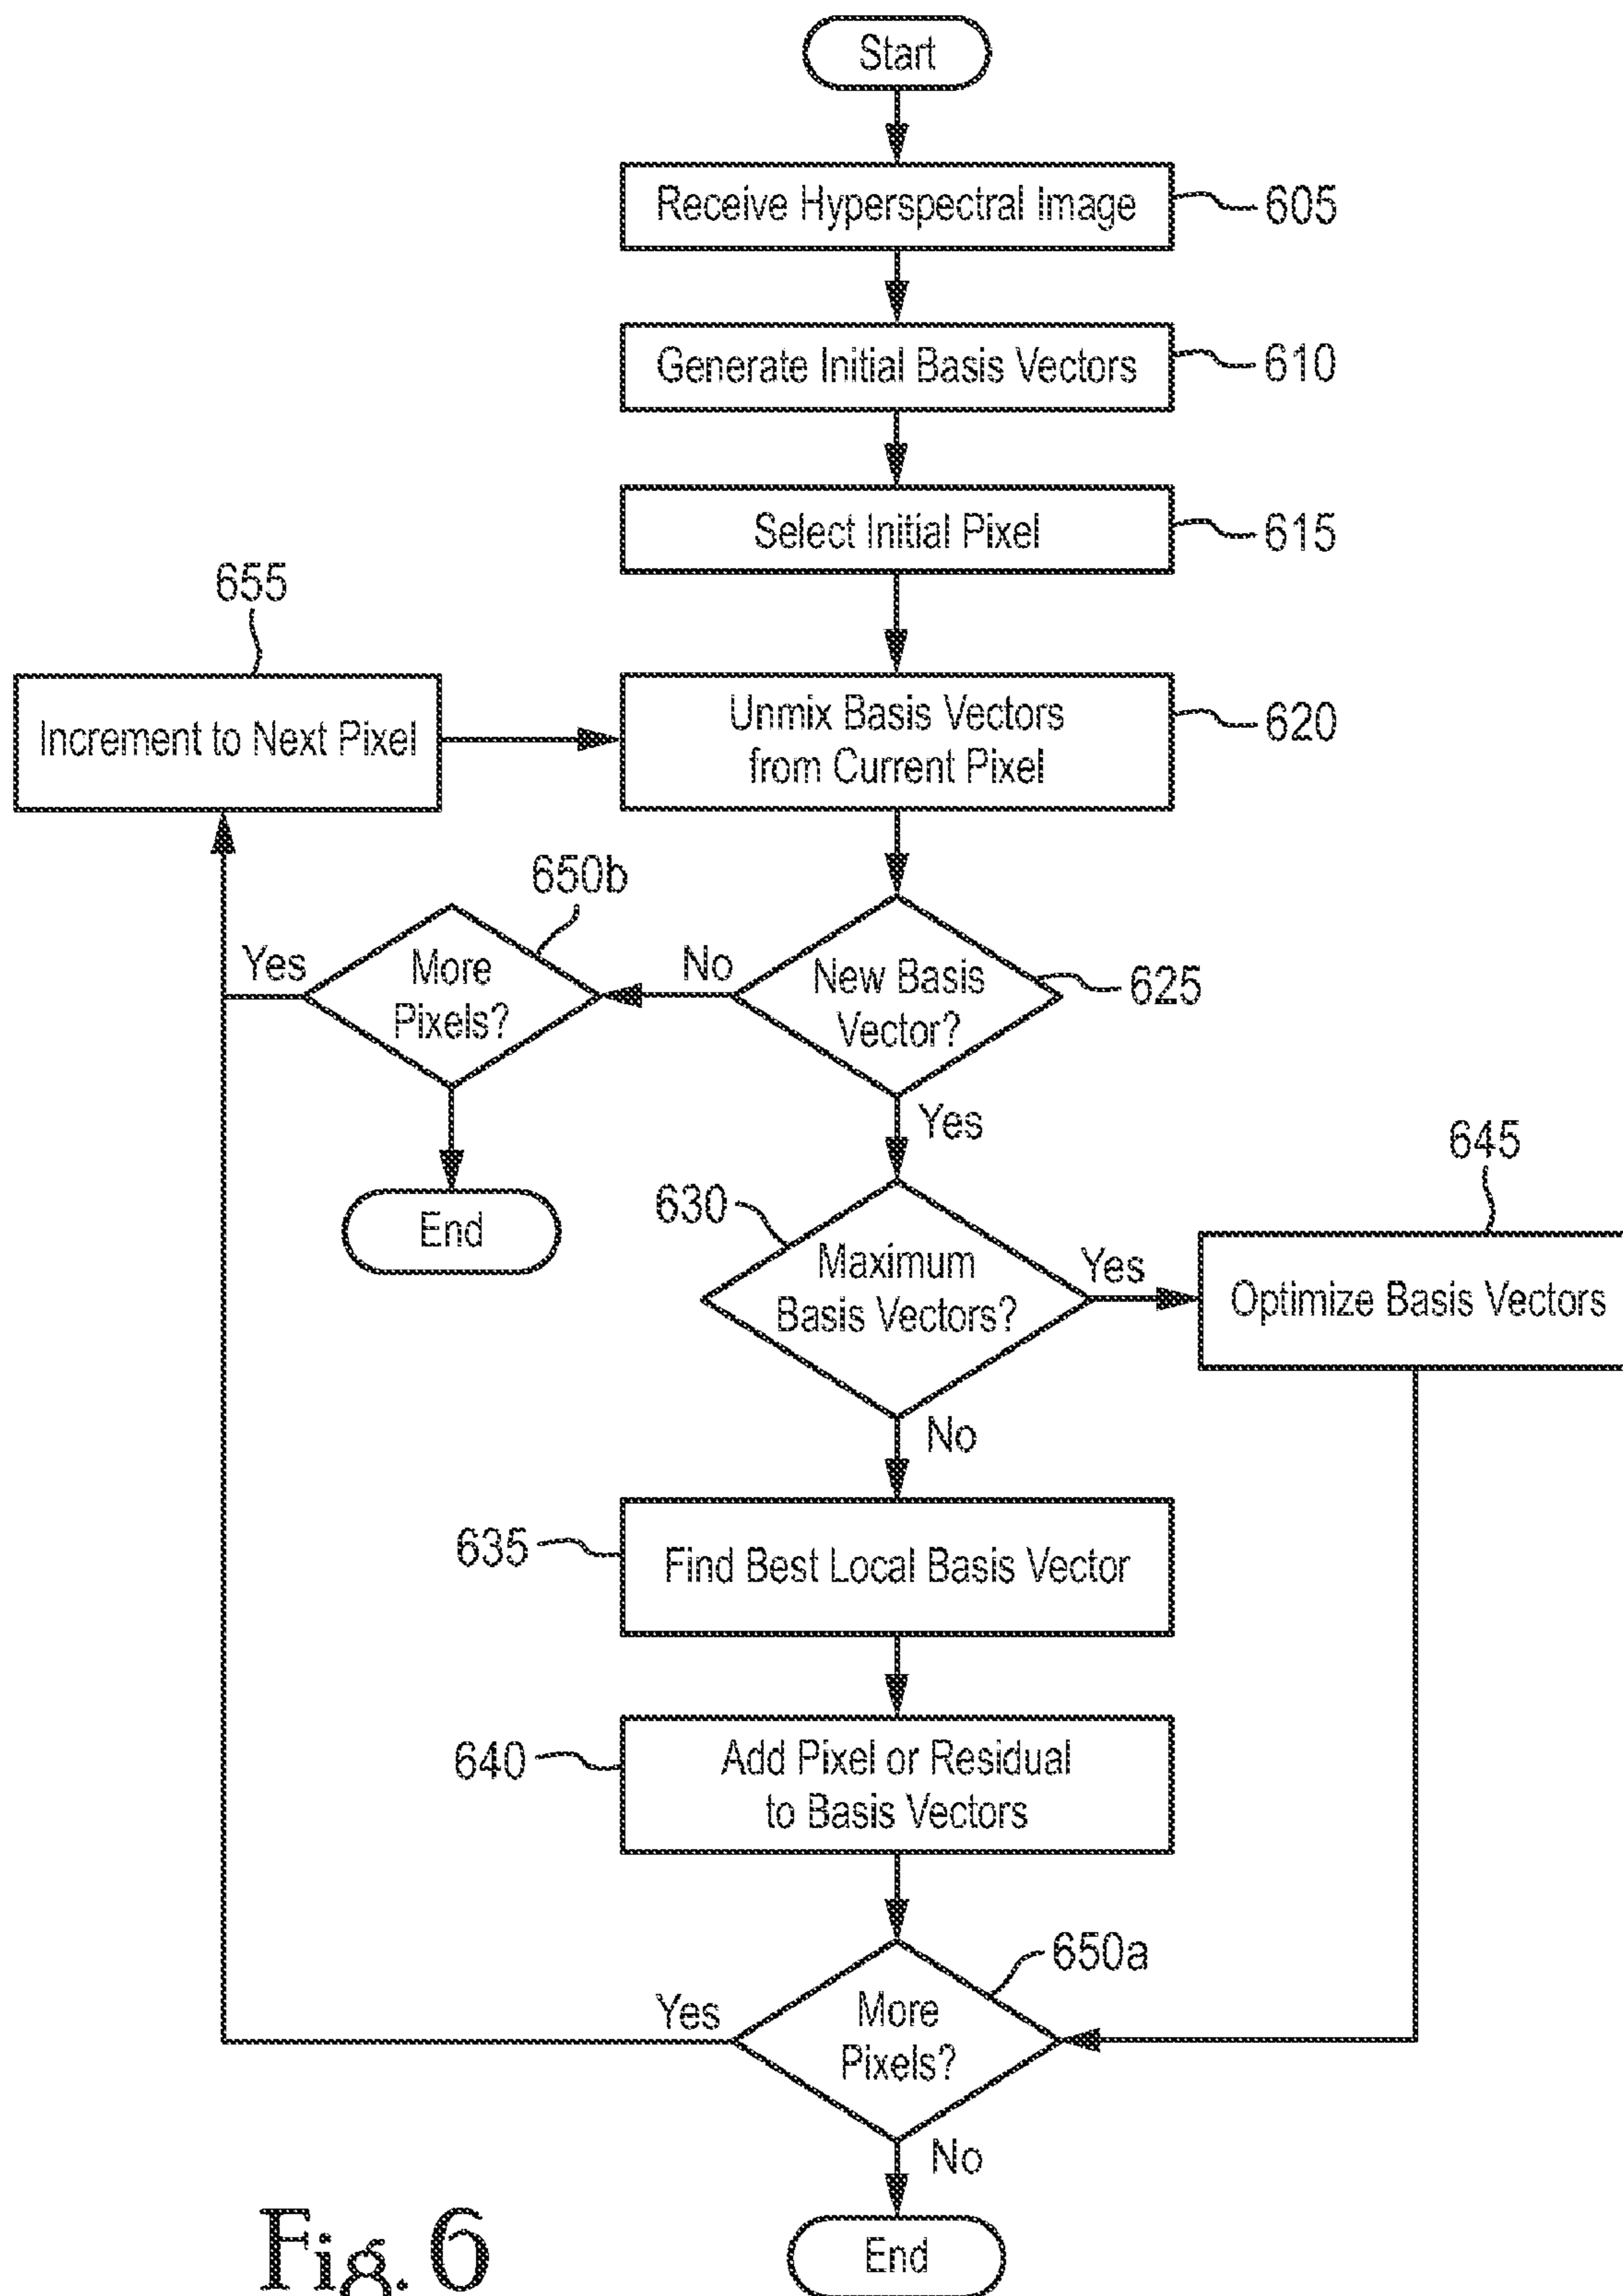 Start
Receive Hyperspectral Image
605
Generate Initial Basis Vectors
610
Select Initial Pixel
615
655
Increment to Next Pixel
Unmix Basis Vectors
from Current Pixel
620
650b
Yes
More
Pixels?
No
New Basis
Vector?
625
Yes
End
630
Maximum
Basis Vectors?
Yes
645
Optimize Basis Vectors
No
635
Find Best Local Basis Vector
640
Add Pixel or Residual
to Basis Vectors
650a
Yes
More
Pixels?
No
End
Fig. 6